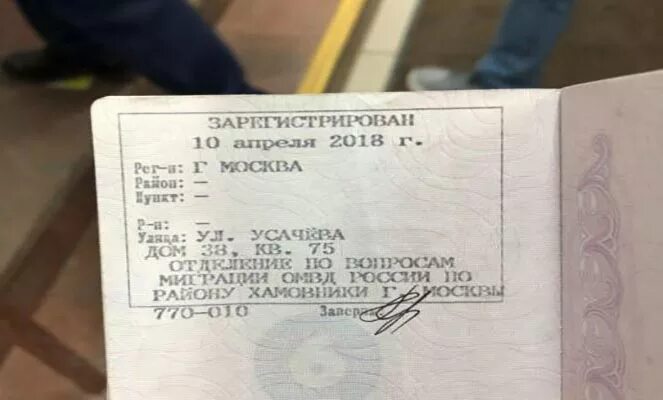 ЗАРЕГИСТРИРОВАН
10 апреля 2018 г.
Рег-н: Г МОСКВА
Район: —
Пункт: —
Р-н: —
Улица: УЛ. УСАЧЁВА
ДОМ 38, КВ. 75
ОТДЕЛЕНИЕ ПО ВОПРОСАМ
МИГРАЦИИ ОМВД РОССИИ ПО
РАЙОНУ ХАМОВНИКИ Г. МОСКВЫ
770-010